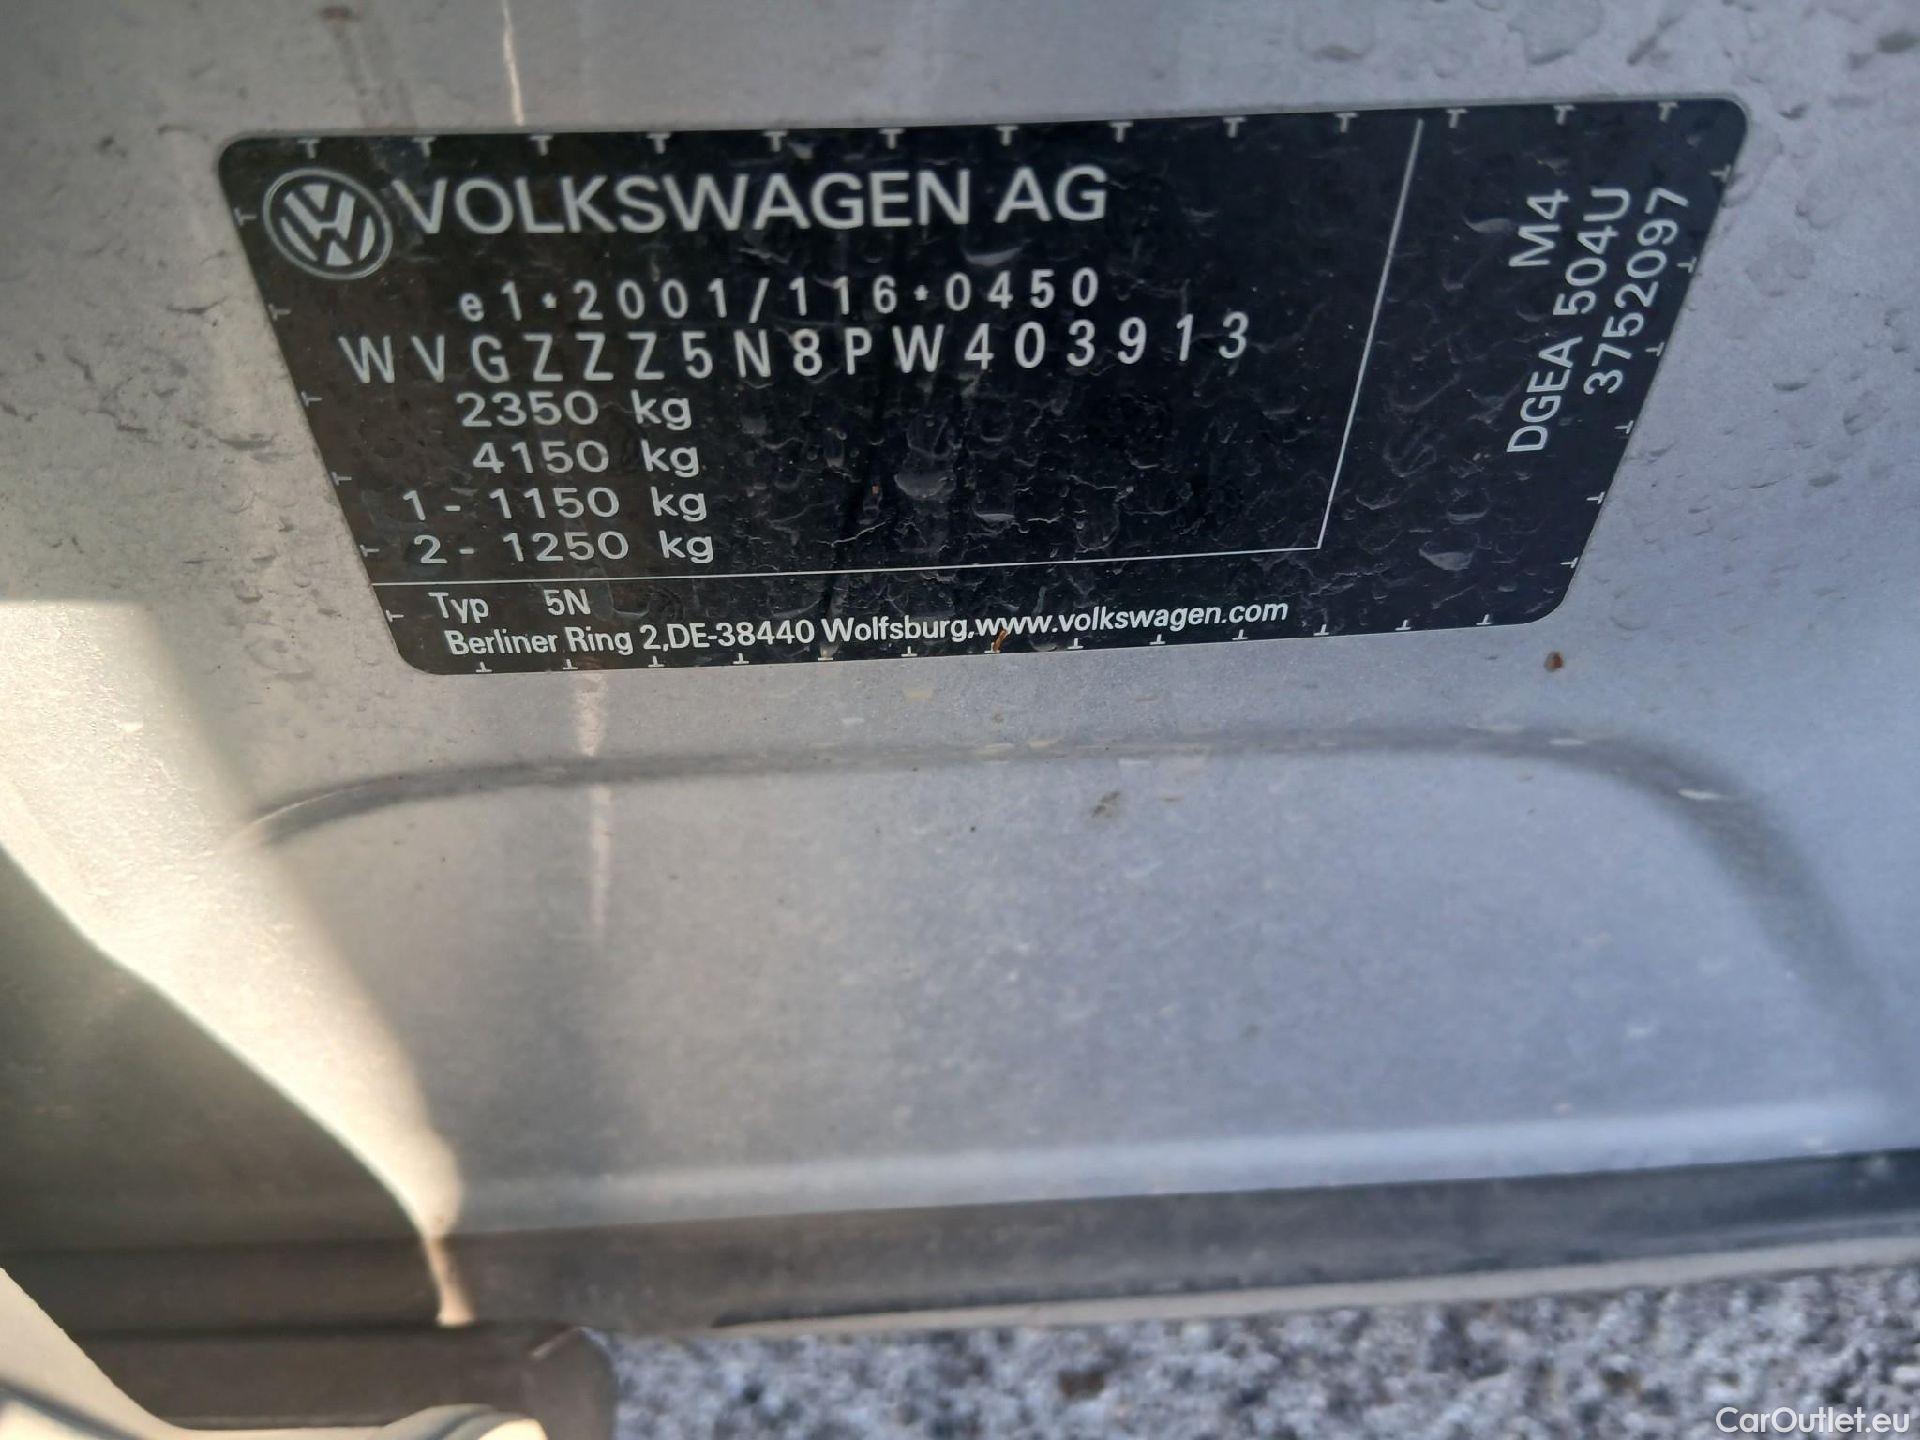 VOLKSWAGEN AG
e1*2001/116*0450
WVGZZZ5N8PW403913
2350 kg
4150 kg
1 - 1150 kg
2 - 1250 kg
Typ 5N
Berliner Ring 2,DE-38440 Wolfsburg,www.volkswagen.com
M4
DGEA 504U
3752097
CarOutlet.eu